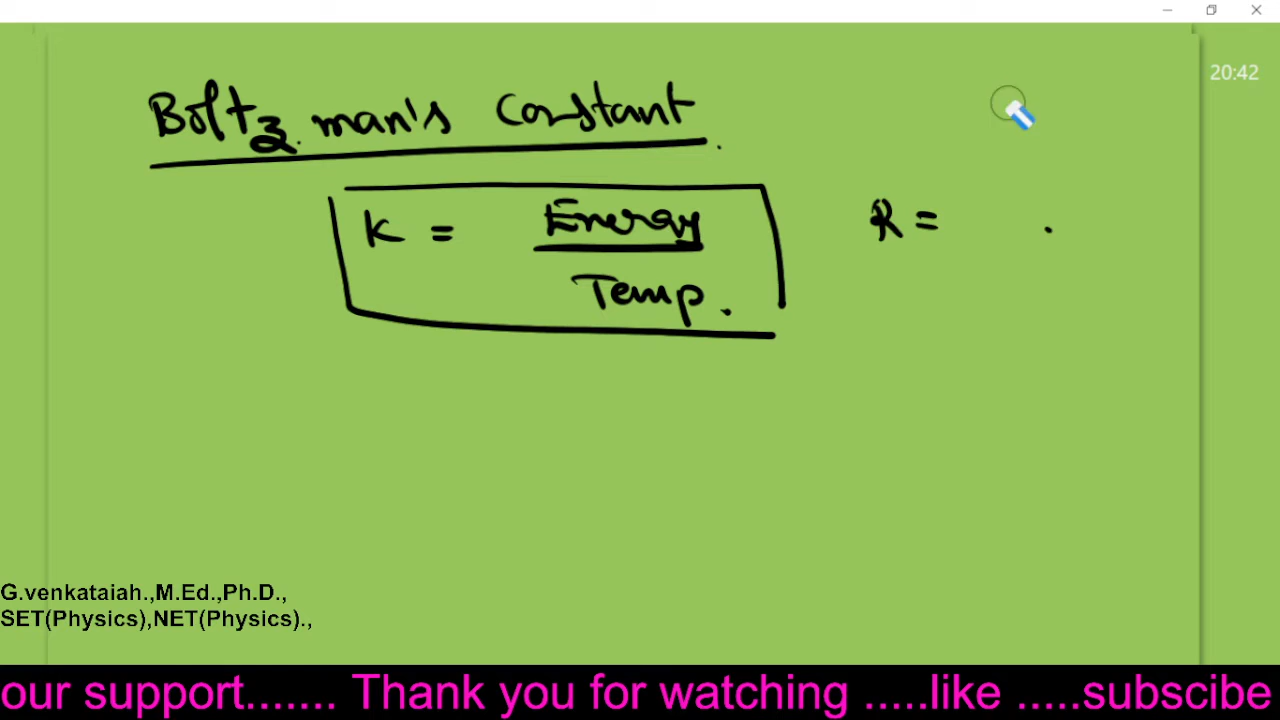 20:42
Boltzman's Constant.
K = Energy / Temp.
R = .
G.venkataiah.,M.Ed.,Ph.D.,
SET(Physics),NET(Physics).,
our support....... Thank you for watching .....like .....subscibe